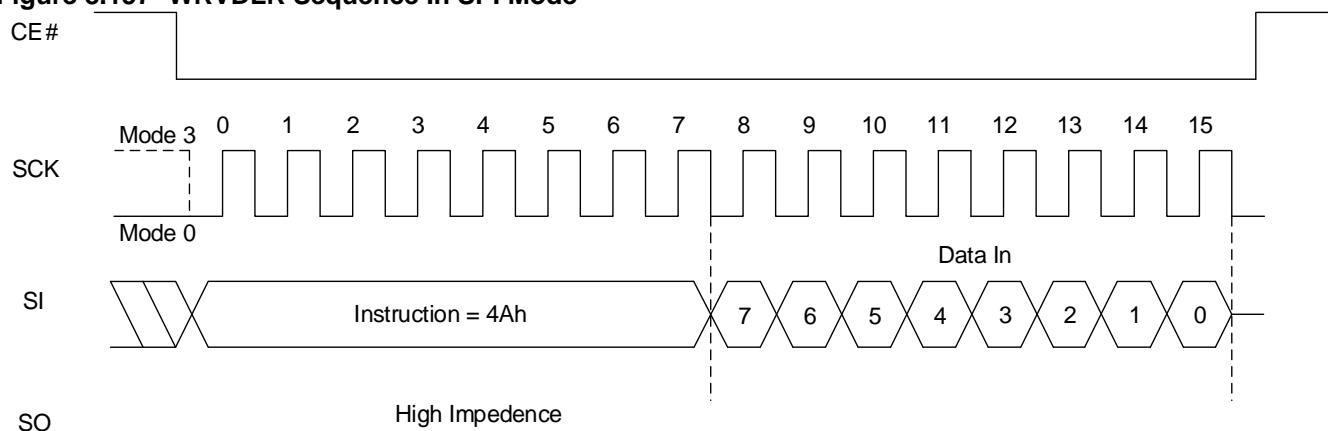 CE#
Mode 3
0 1 2 3 4 5 6 7 8 9 10 11 12 13 14 15
SCK
Mode 0
Data In
SI
Instruction = 4Ah
7 6 5 4 3 2 1 0
High Impedence
SO